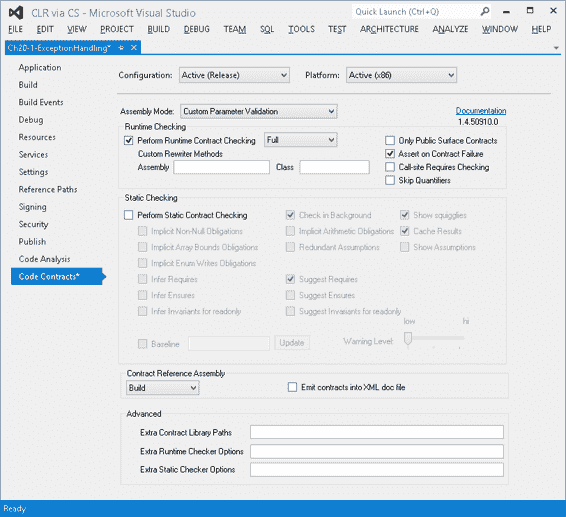 CLR via CS - Microsoft Visual Studio
Quick Launch (Ctrl+Q)
FILE EDIT VIEW PROJECT BUILD DEBUG TEAM SQL TOOLS TEST ARCHITECTURE ANALYZE WINDOW HELP
Ch20-1-ExceptionHandling*
Application
Build
Build Events
Debug
Resources
Services
Settings
Reference Paths
Signing
Security
Publish
Code Analysis
Code Contracts*
Configuration: Active (Release) Platform: Active (x86)
Assembly Mode: Custom Parameter Validation Documentation
1.4.50910.0
Runtime Checking
Perform Runtime Contract Checking Full Only Public Surface Contracts
Custom Rewriter Methods Assert on Contract Failure
Assembly Class Call-site Requires Checking
Skip Quantifiers
Static Checking
Perform Static Contract Checking Check in Background Show squigglies
Implicit Non-Null Obligations Implicit Arithmetic Obligations Cache Results
Implicit Array Bounds Obligations Redundant Assumptions Show Assumptions
Implicit Enum Writes Obligations
Infer Requires Suggest Requires
Infer Ensures Suggest Ensures
Infer Invariants for readonly Suggest Invariants for readonly
low hi
Baseline Update Warning Level:
Contract Reference Assembly
Build Emit contracts into XML doc file
Advanced
Extra Contract Library Paths
Extra Runtime Checker Options
Extra Static Checker Options
Ready